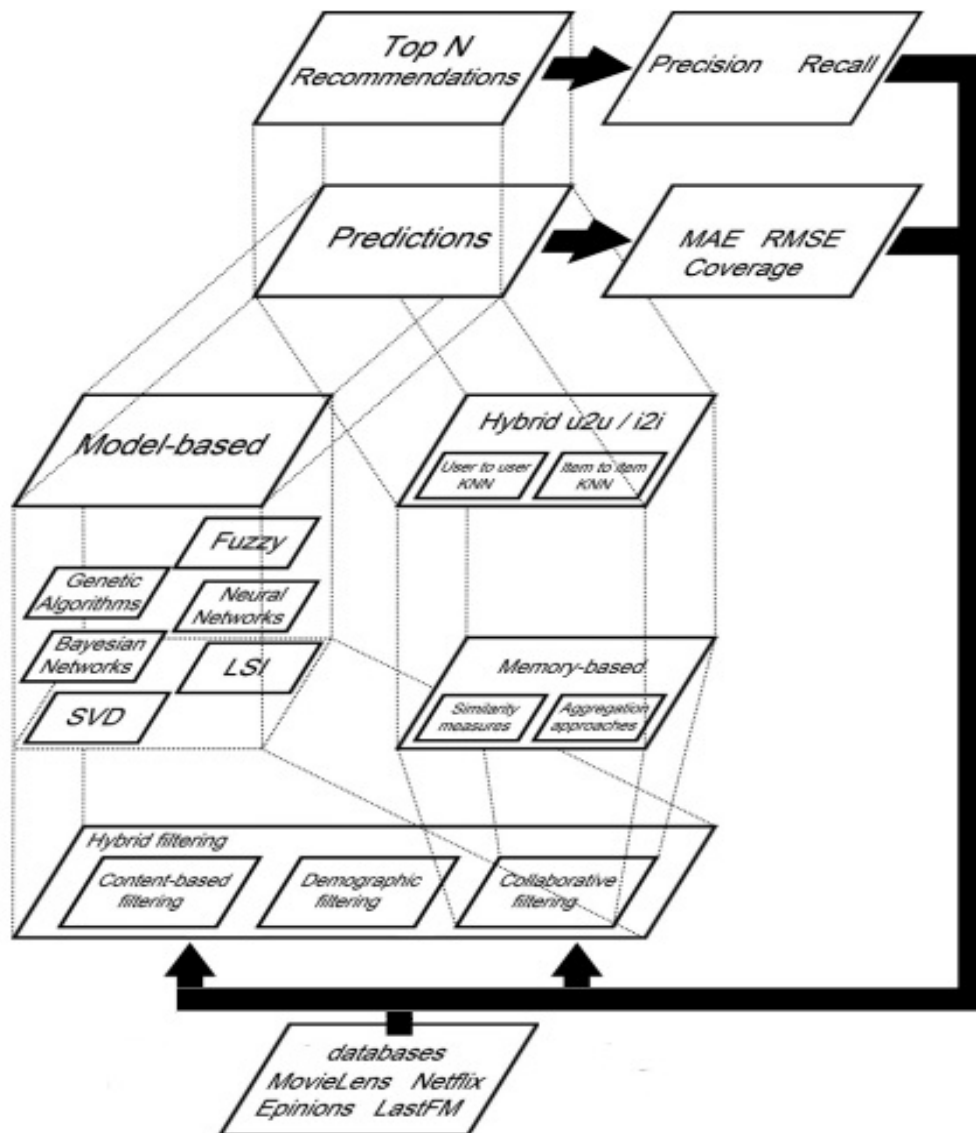 Top N
Recommendations
Precision Recall
Predictions
MAE RMSE
Coverage
Model-based
Hybrid u2u / i2i
User to user
KNN
Item to item
KNN
Fuzzy
Genetic
Algorithms
Neural
Networks
Bayesian
Networks
LSI
SVD
Memory-based
Similarity
measures
Aggregation
approaches
Hybrid filtering
Content-based
filtering
Demographic
filtering
Collaborative
filtering
databases
MovieLens Netflix
Epinions LastFM